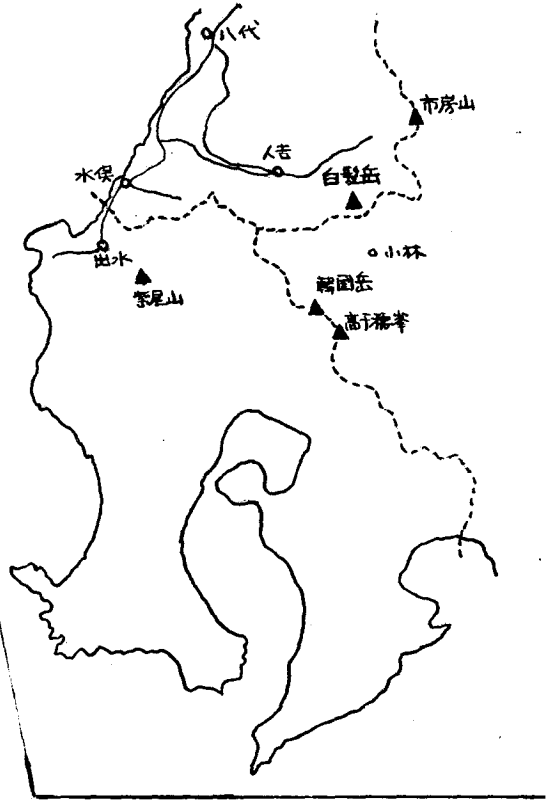 八代
市房山
人吉
水俣
白髪岳
出水
小林
紫尾山
韓国岳
高千穂峯